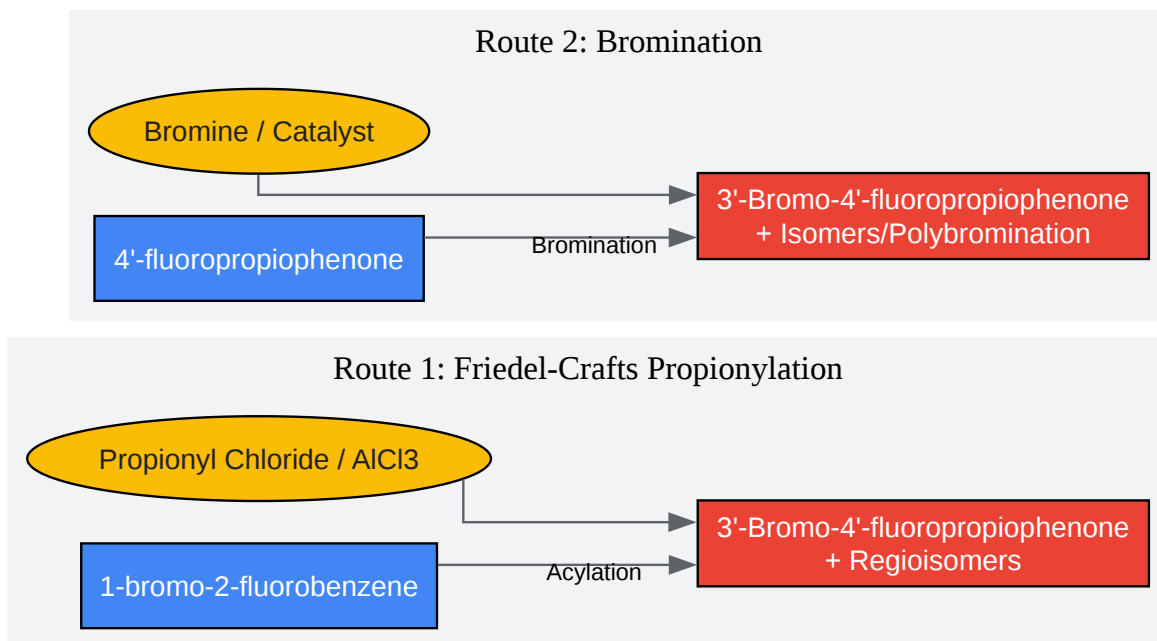 Route 2: Bromination
Bromine / Catalyst
3'-Bromo-4'-fluoropropiophenone
+ Isomers/Polybromination
Bromination
4'-fluoropropiophenone
Route 1: Friedel-Crafts Propionylation
Propionyl Chloride / AlCl3
3'-Bromo-4'-fluoropropiophenone
+ Regioisomers
Acylation
1-bromo-2-fluorobenzene